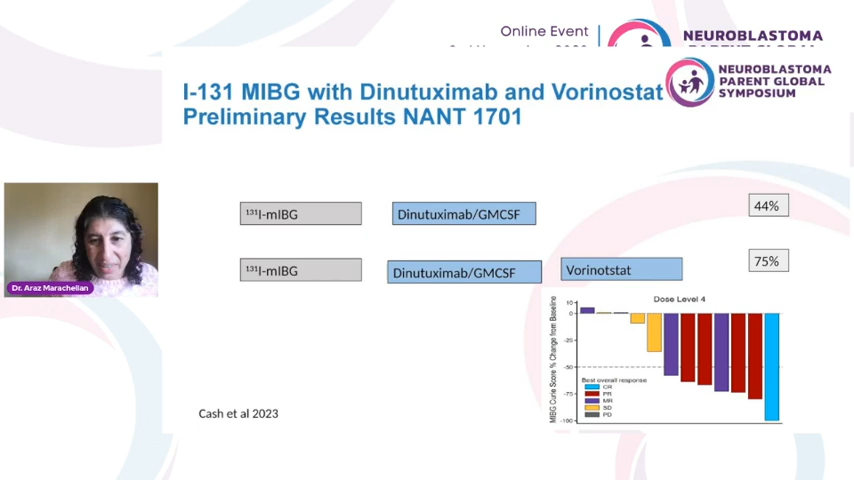 Online Event
NEUROBLASTOMA
NEUROBLASTOMA
PARENT GLOBAL
SYMPOSIUM
I-131 MIBG with Dinutuximab and Vorinostat
Preliminary Results NANT 1701
¹³¹I-mIBG
Dinutuximab/GMCSF
44%
¹³¹I-mIBG
Dinutuximab/GMCSF
Vorinotstat
75%
Dr. Araz Marachelian
Dose Level 4
MIBG Curie Score % Change from Baseline
10
0
-25
-50
-75
-100
Best overall response
CR
PR
MR
SD
PD
Cash et al 2023